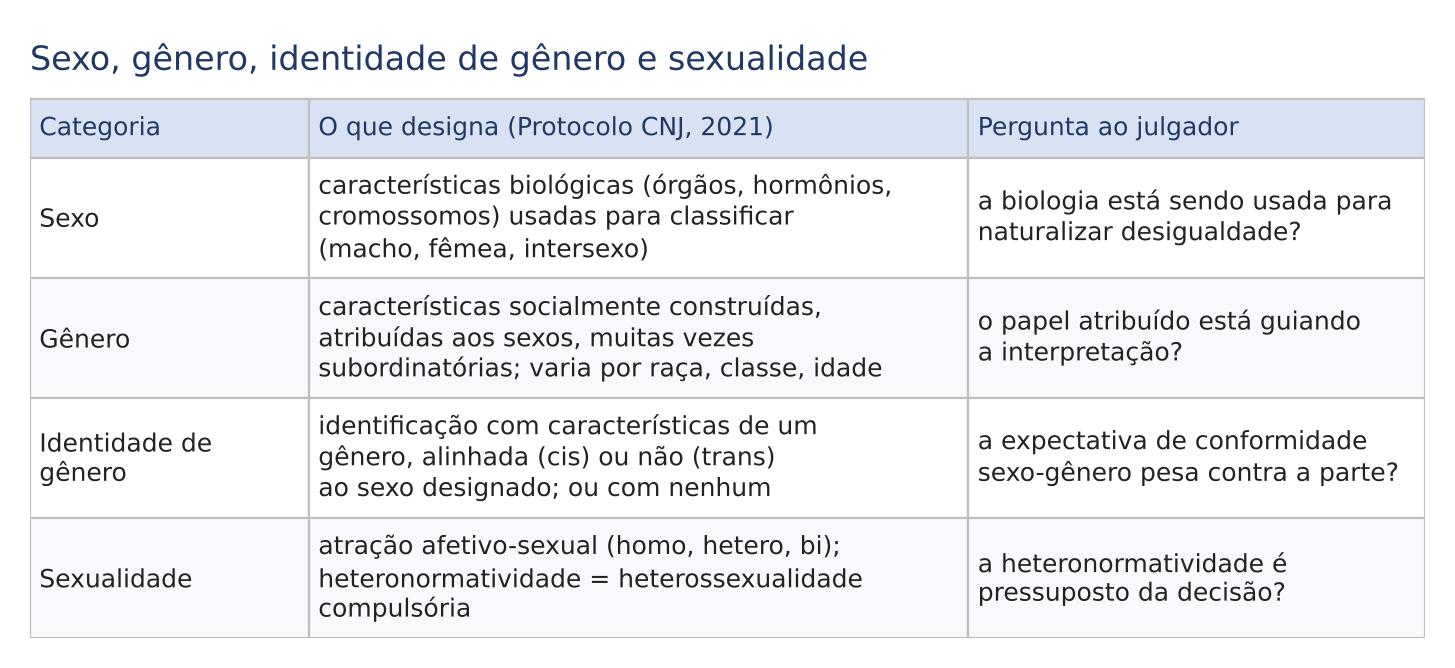 Sexo, gênero, identidade de gênero e sexualidade
Categoria
O que designa (Protocolo CNJ, 2021)
Pergunta ao julgador
Sexo
características biológicas (órgãos, hormônios,
cromossomos) usadas para classificar
(macho, fêmea, intersexo)
a biologia está sendo usada para
naturalizar desigualdade?
Gênero
características socialmente construídas,
atribuídas aos sexos, muitas vezes
subordinatórias; varia por raça, classe, idade
o papel atribuído está guiando
a interpretação?
Identidade de
gênero
identificação com características de um
gênero, alinhada (cis) ou não (trans)
ao sexo designado; ou com nenhum
a expectativa de conformidade
sexo-gênero pesa contra a parte?
Sexualidade
atração afetivo-sexual (homo, hetero, bi);
heteronormatividade = heterossexualidade
compulsória
a heteronormatividade é
pressuposto da decisão?